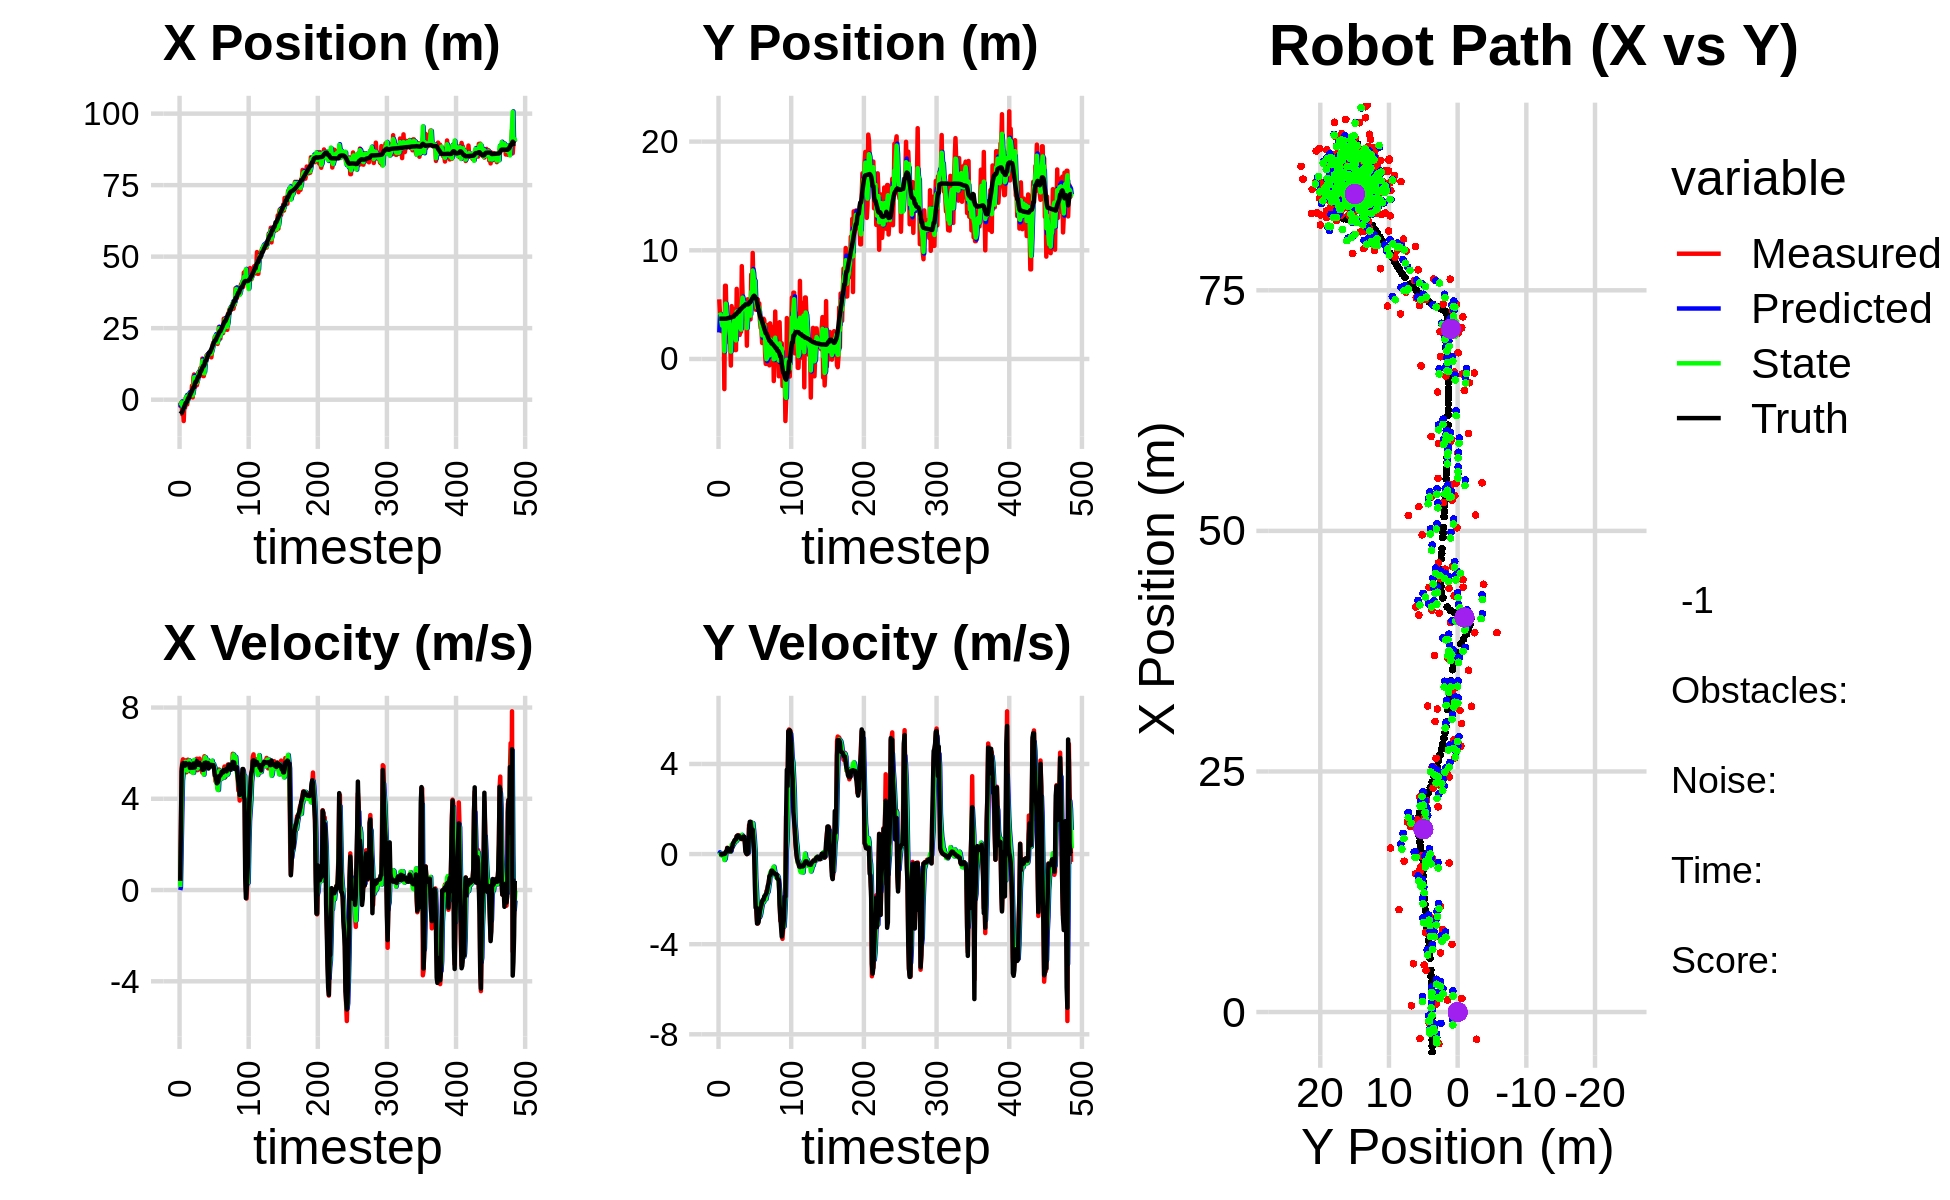 X Position (m)
100
75
50
25
0
0
100
200
300
400
500
timestep
Y Position (m)
20
10
0
0
100
200
300
400
500
timestep
X Velocity (m/s)
8
4
0
-4
0
100
200
300
400
500
timestep
Y Velocity (m/s)
4
0
-4
-8
0
100
200
300
400
500
timestep
Robot Path (X vs Y)
X Position (m)
75
50
25
0
20 10 0 -10 -20
Y Position (m)
variable
Measured
Predicted
State
Truth
-1
Obstacles:
Noise:
Time:
Score: